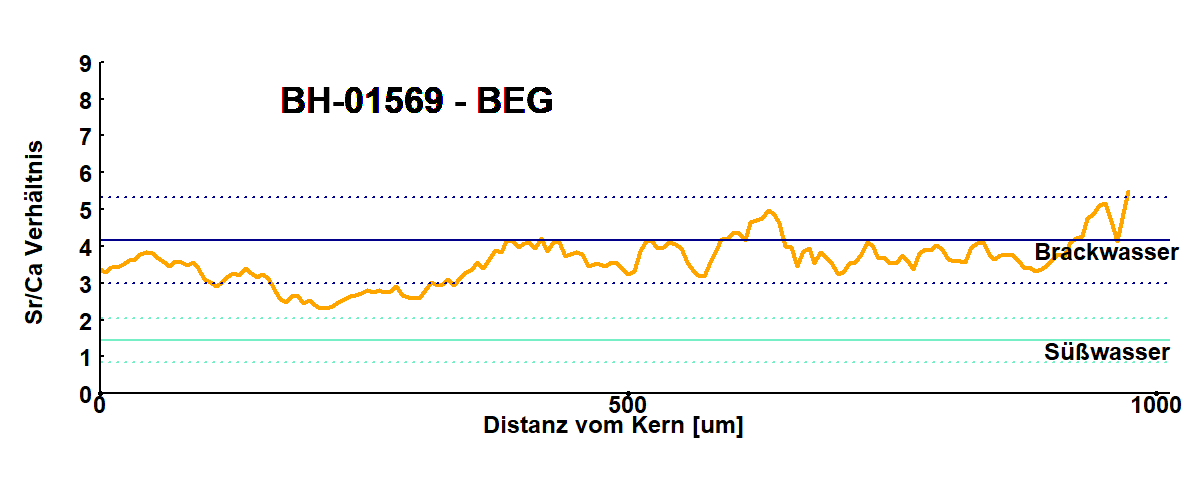 BH-01569 - BEG
Sr/Ca Verhältnis
9
8
7
6
5
4
3
2
1
0
Brackwasser
Süßwasser
0 500 1000
Distanz vom Kern [um]